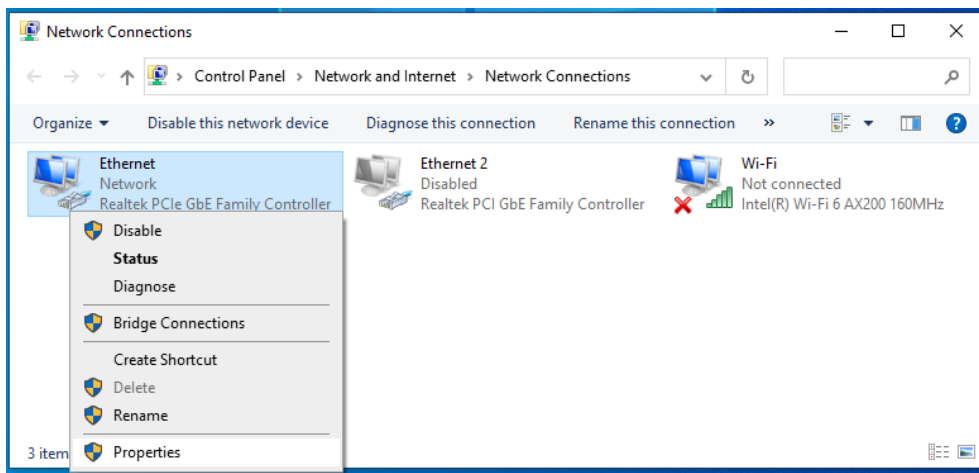 Network Connections
Control Panel > Network and Internet > Network Connections
Organize Disable this network device Diagnose this connection Rename this connection » ?
Ethernet
Network
Realtek PCIe GbE Family Controller
Ethernet 2
Disabled
Realtek PCI GbE Family Controller
Wi-Fi
Not connected
Intel(R) Wi-Fi 6 AX200 160MHz
Disable
Status
Diagnose
Bridge Connections
Create Shortcut
Delete
Rename
Properties
3 item